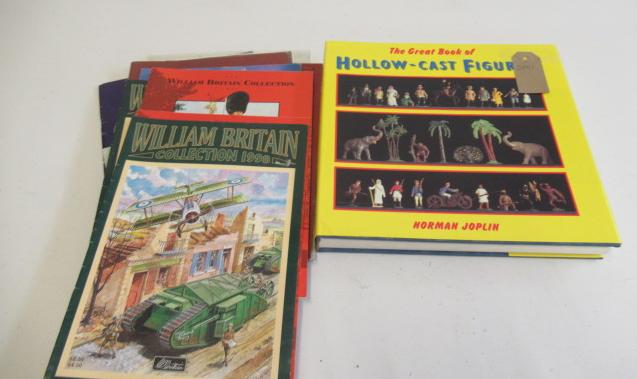 WILLIAM BRITAIN COLLECTION
WILLIAM BRITAIN
COLLECTION 1998
The Great Book of
HOLLOW-CAST FIGUR
NORMAN JOPLIN